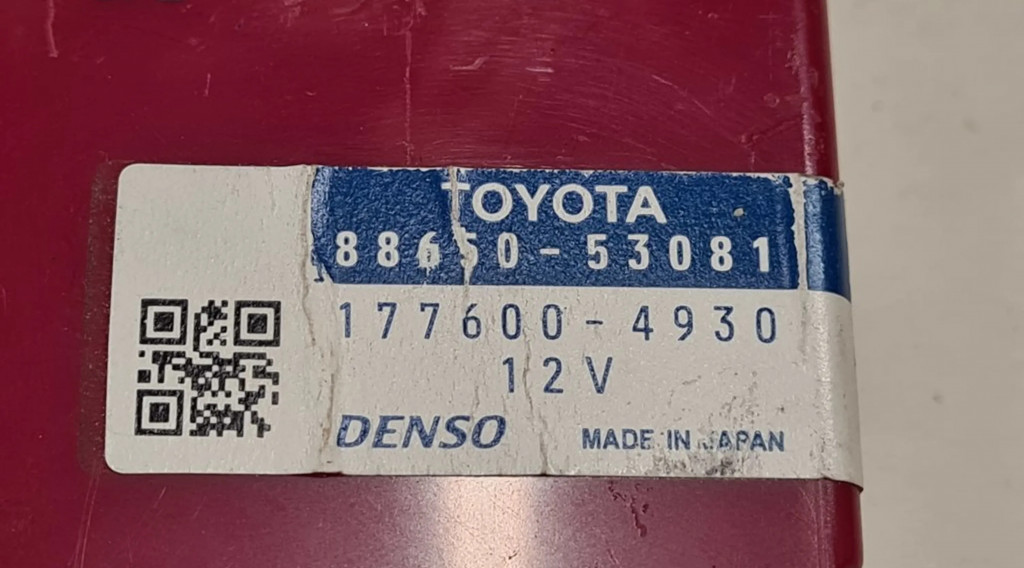 TOYOTA
88650-53081
177600-4930
12V
DENSO
MADE IN JAPAN